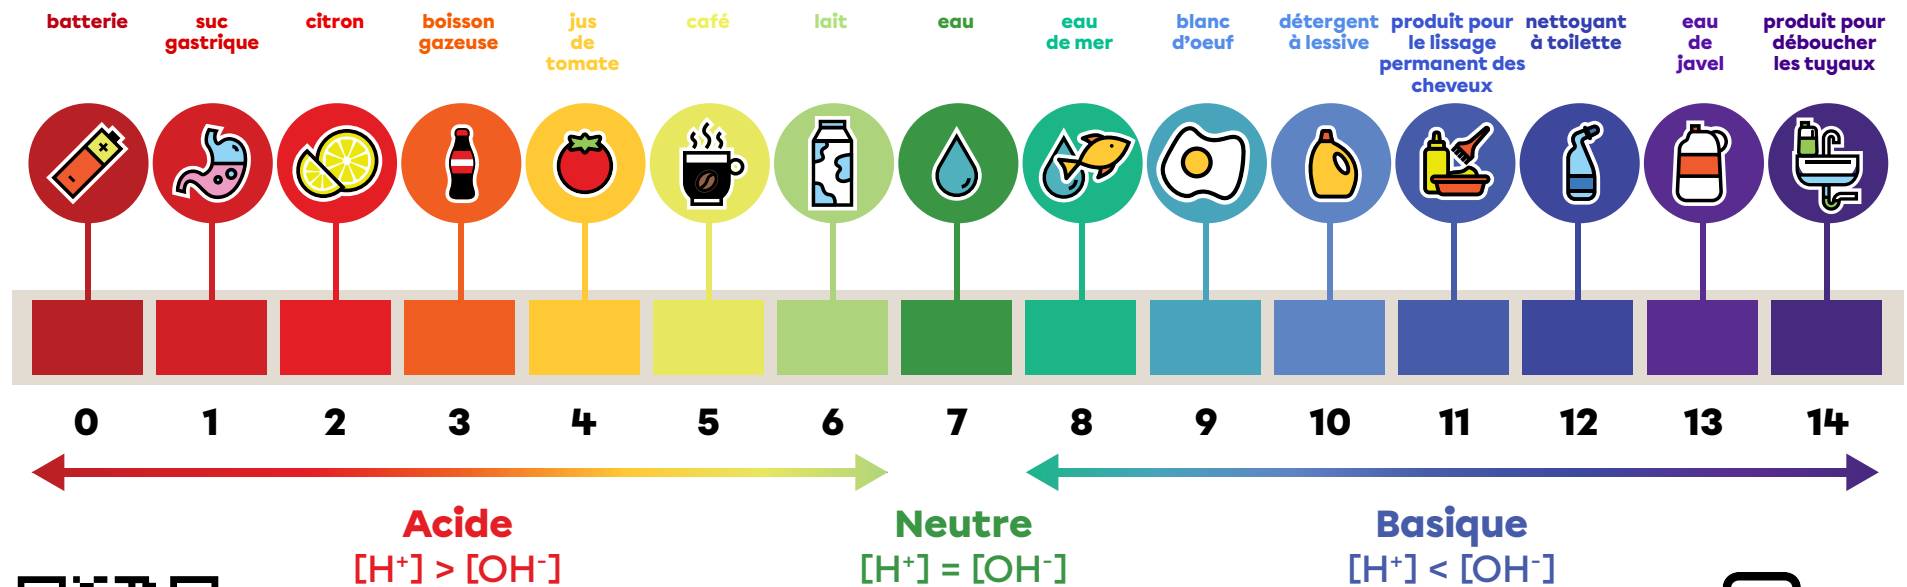 batterie
suc
gastrique
citron
boisson
gazeuse
jus
de
tomate
café
lait
eau
eau
de mer
blanc
d’oeuf
détergent
à lessive
produit pour
le lissage
permanent des
cheveux
nettoyant
à toilette
eau
de
javel
produit pour
déboucher
les tuyaux
0 1 2 3 4 5 6 7 8 9 10 11 12 13 14
Acide
[H⁺] > [OH⁻]
Neutre
[H⁺] = [OH⁻]
Basique
[H⁺] < [OH⁻]